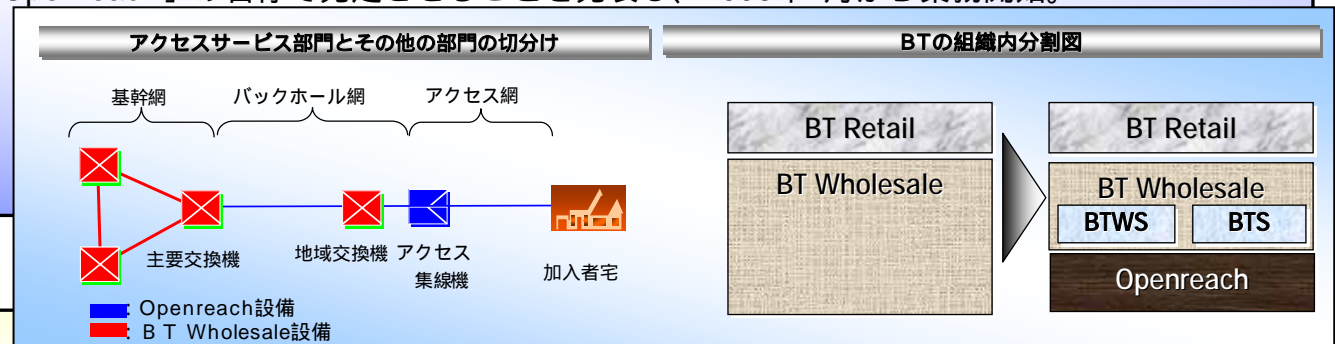 アクセスサービス部門とその他の部門の切分け
基幹網 バックホール網 アクセス網
主要交換機 地域交換機 アクセス
集線機
加入者宅
: Openreach設備
: ＢＴ Wholesale設備
BTの組織内分割図
BT Retail
BT Wholesale
BT Retail
BT Wholesale
BTWS BTS
Openreach